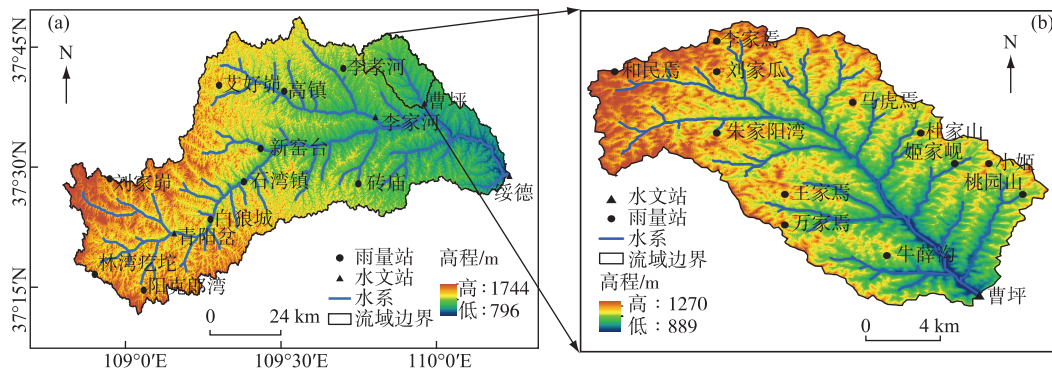 (a)
37°45′N
37°30′N
37°15′N
N
李孝河
艾好峁
高镇
曹坪
李家河
新窑台
石湾镇
砖庙
绥德
刘家峁
白狼城
青阳岔
林湾疙坨
阳克郎湾
雨量站
水文站
水系
流域边界
高程/m
高：1744
低：796
0 24 km
109°0′E
109°30′E
110°0′E
(b)
N
李家焉
和民焉
刘家瓜
马虎焉
朱家阳湾
杜家山
姬家岘
小姬
桃园山
王家焉
万家焉
牛薛沟
曹坪
水文站
雨量站
水系
流域边界
高程/m
高：1270
低：889
0 4 km